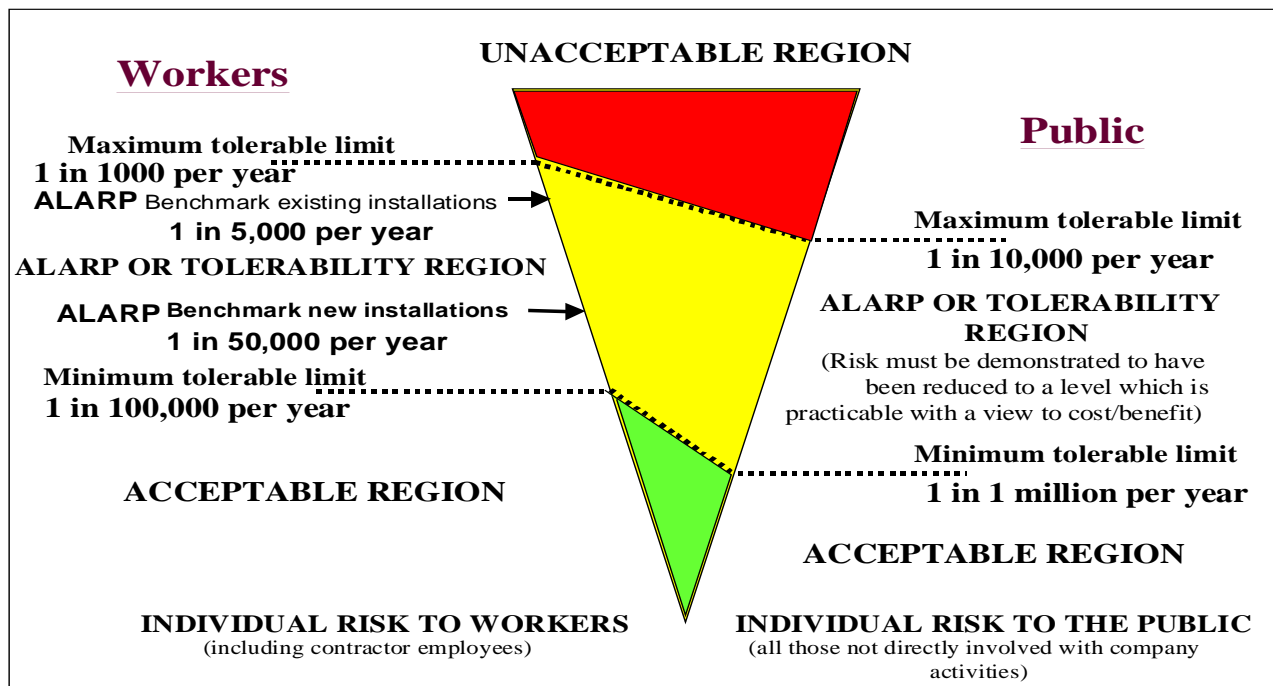 UNACCEPTABLE REGION
Workers
Maximum tolerable limit
1 in 1000 per year
ALARP Benchmark existing installations
1 in 5,000 per year
ALARP OR TOLERABILITY REGION
ALARP Benchmark new installations
1 in 50,000 per year
Minimum tolerable limit
1 in 100,000 per year
ACCEPTABLE REGION
INDIVIDUAL RISK TO WORKERS
(including contractor employees)
Public
Maximum tolerable limit
1 in 10,000 per year
ALARP OR TOLERABILITY
REGION
(Risk must be demonstrated to have
been reduced to a level which is
practicable with a view to cost/benefit)
Minimum tolerable limit
1 in 1 million per year
ACCEPTABLE REGION
INDIVIDUAL RISK TO THE PUBLIC
(all those not directly involved with company
activities)